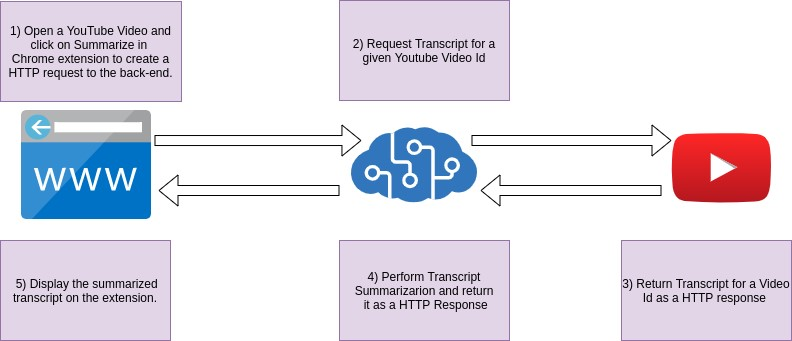 1) Open a YouTube Video and
click on Summarize in
Chrome extension to create a
HTTP request to the back-end.
2) Request Transcript for a
given Youtube Video Id
WWW
5) Display the summarized
transcript on the extension.
4) Perform Transcript
Summarizarion and return
it as a HTTP Response
3) Return Transcript for a Video
Id as a HTTP response